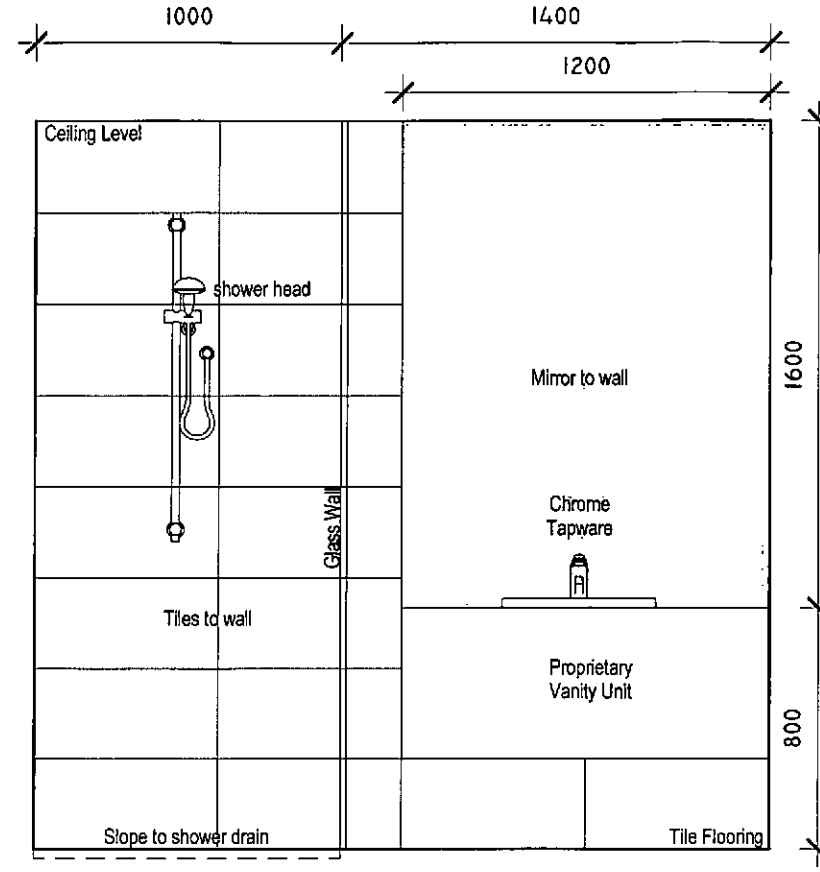 1000
1400
1200
Ceiling Level
shower head
1600
Mirror to wall
Glass Wall
Chrome
Tapware
Tiles to wall
Proprietary
Vanity Unit
800
Slope to shower drain
Tile Flooring